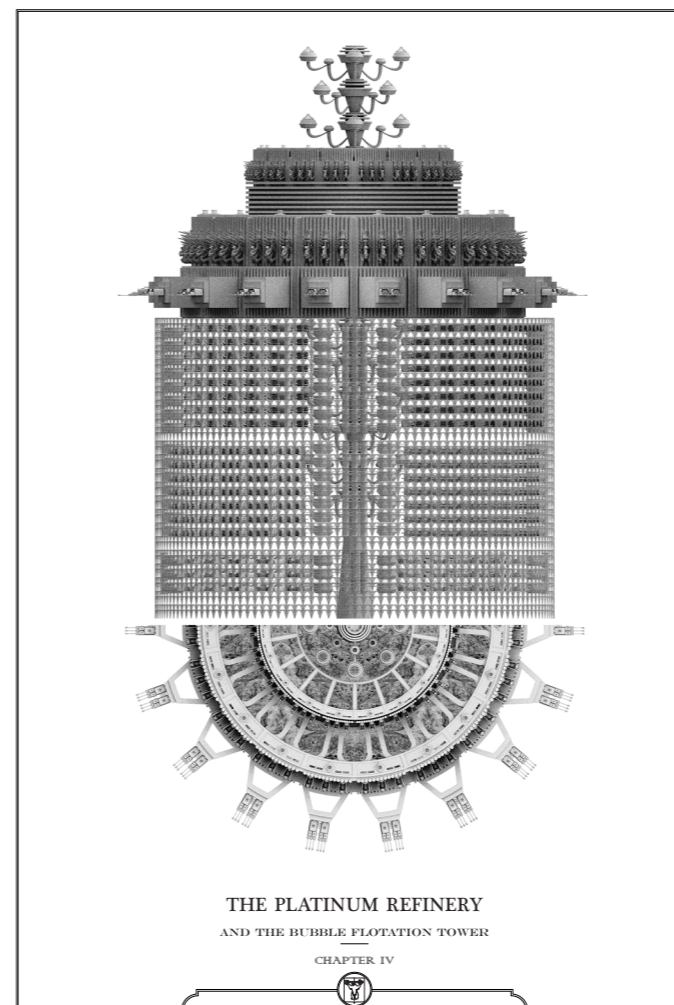 THE PLATINUM REFINERY
AND THE BUBBLE FLOTATION TOWER
CHAPTER IV